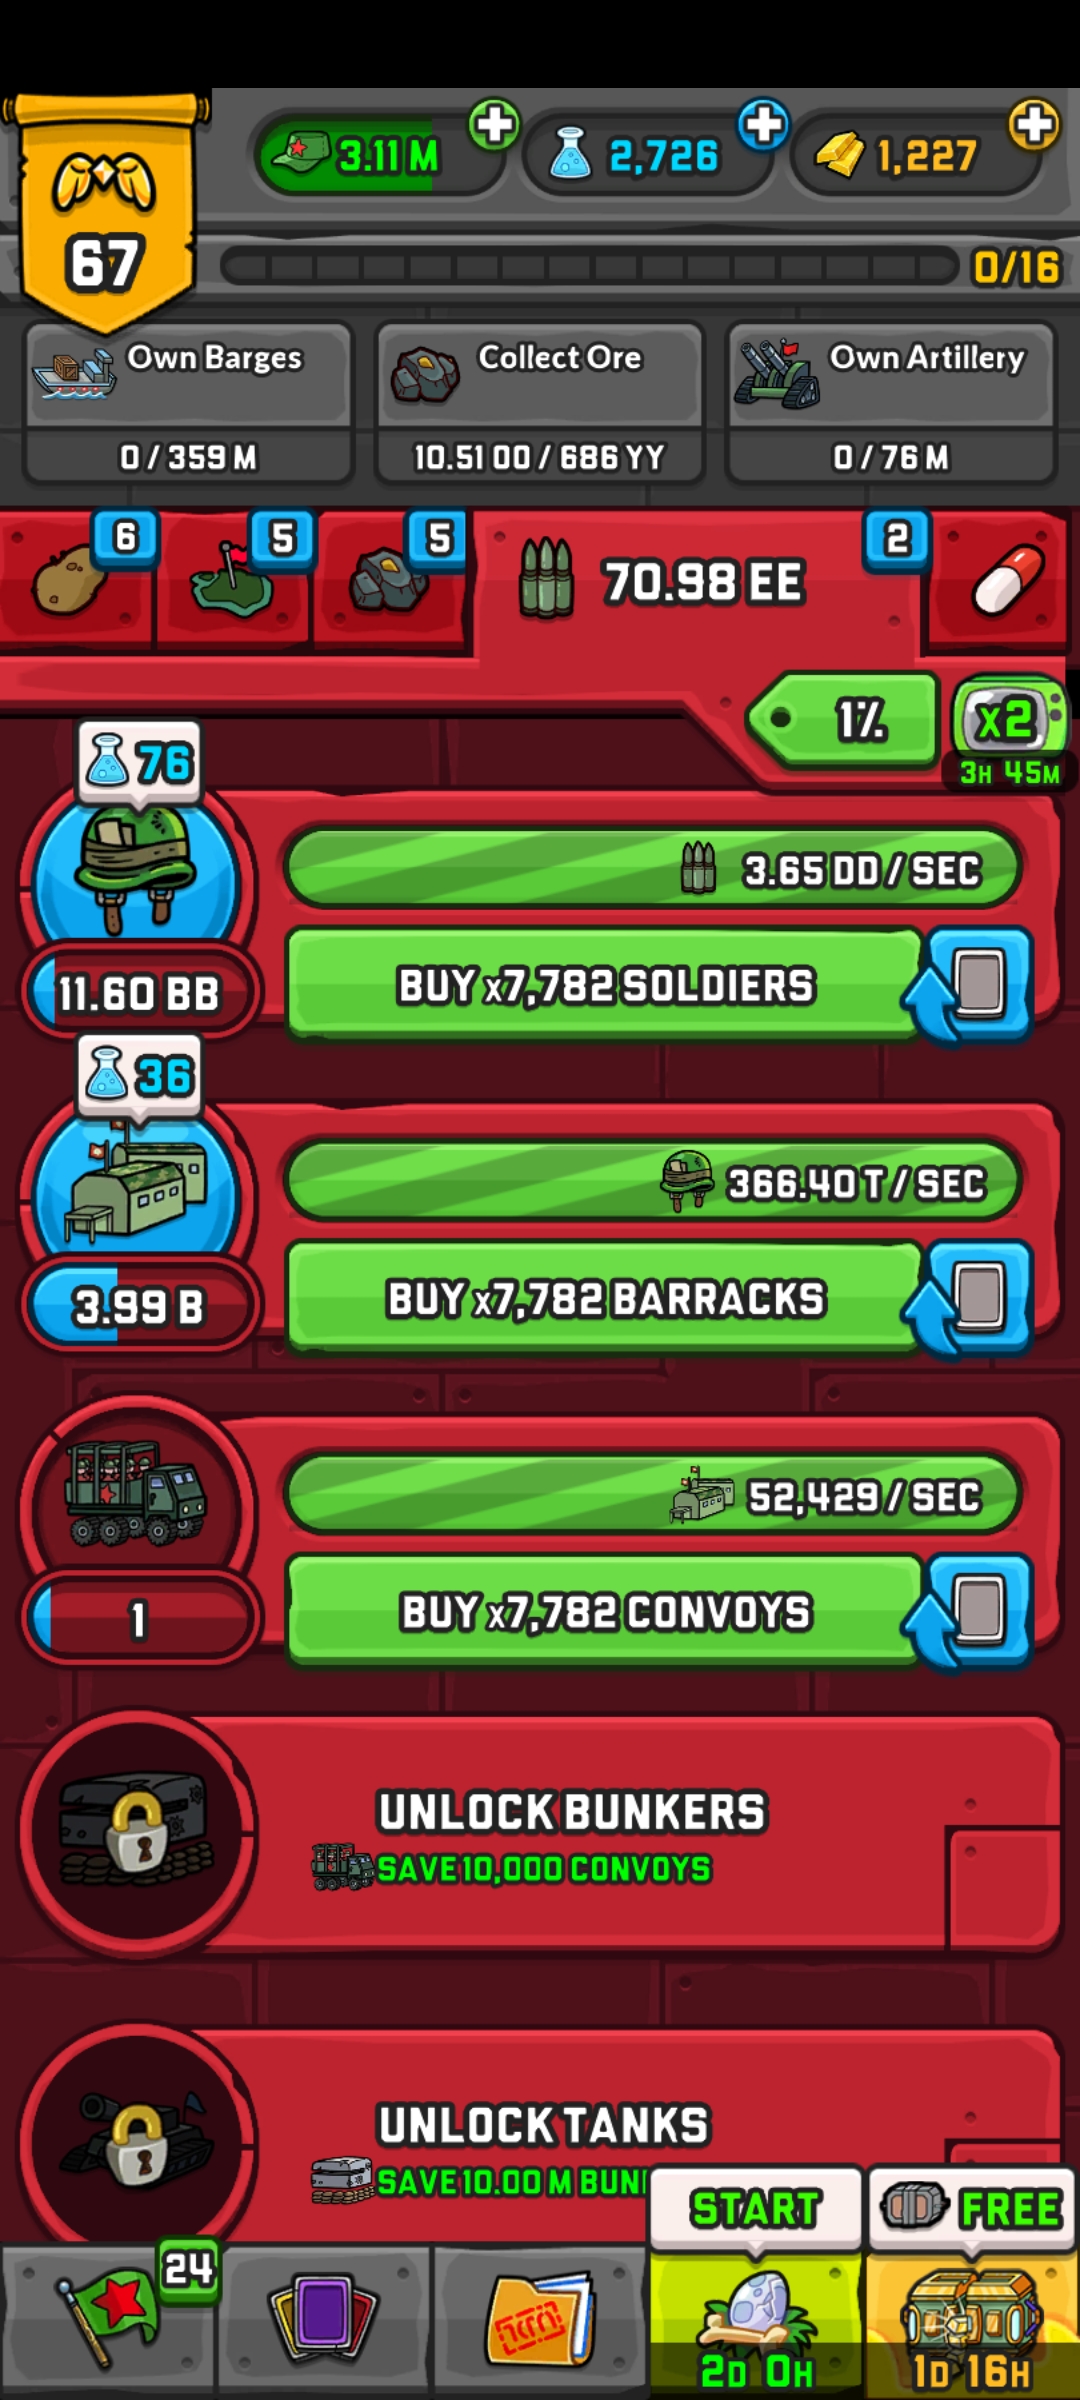 3.11 M
2,726
1,227
67
0/16
Own Barges
Collect Ore
Own Artillery
0 / 359 M
10.51 OO / 686 YY
0 / 76 M
6
5
5
70.98 EE
2
1%
x2
3H 45M
76
3.65 DD / SEC
11.60 BB
BUY x7,782 SOLDIERS
36
366.40 T / SEC
3.99 B
BUY x7,782 BARRACKS
52,429 / SEC
1
BUY x7,782 CONVOYS
UNLOCK BUNKERS
SAVE 10,000 CONVOYS
UNLOCK TANKS
SAVE 10.00 M
START
FREE
24
2D 0H
1D 16H